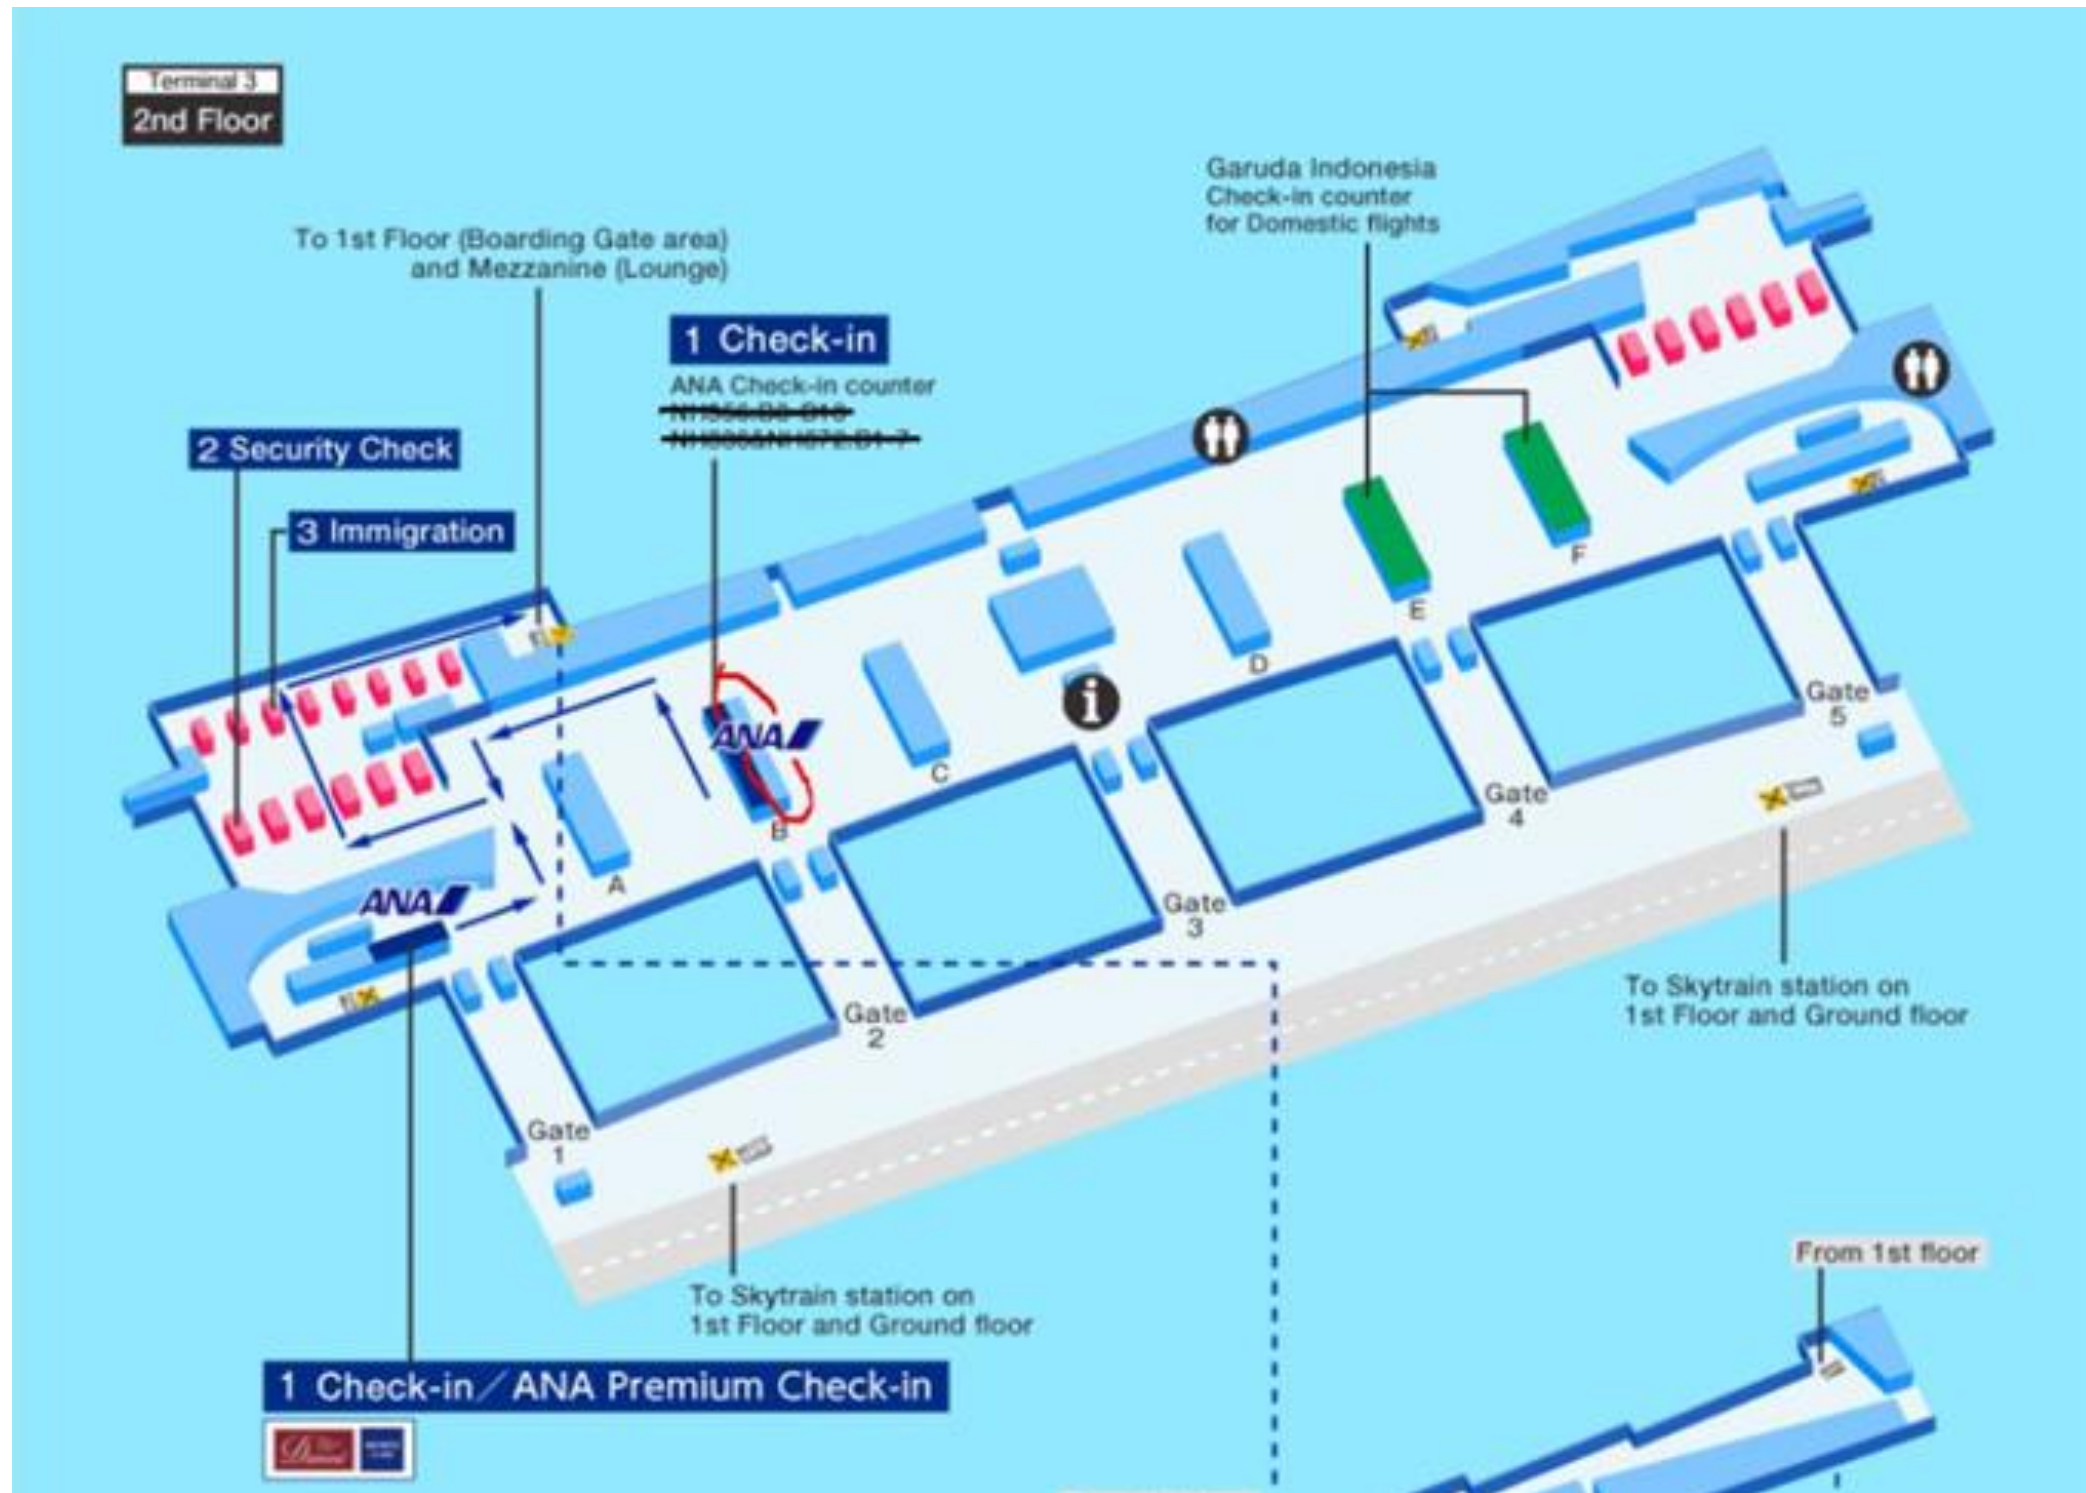 Terminal 3
2nd Floor
Garuda Indonesia
Check-in counter
for Domestic flights
To 1st Floor (Boarding Gate area)
and Mezzanine (Lounge)
1 Check-in
ANA Check-in counter
2 Security Check
3 Immigration
F
E
D
Gate
5
ANA
C
Gate
4
B
A
ANA
Gate
3
To Skytrain station on
1st Floor and Ground floor
Gate
2
Gate
1
From 1st floor
To Skytrain station on
1st Floor and Ground floor
1 Check-in／ANA Premium Check-in